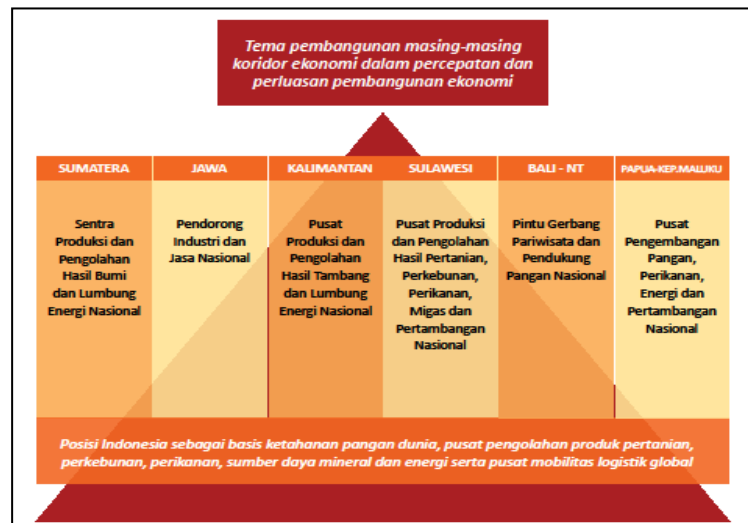 Tema pembangunan masing-masing
koridor ekonomi dalam percepatan dan
perluasan pembangunan ekonomi
SUMATERA
Sentra
Produksi dan
Pengolahan
Hasil Bumi
dan Lumbung
Energi Nasional
JAWA
Pendorong
Industri dan
Jasa Nasional
KALIMANTAN
Pusat
Produksi dan
Pengolahan
Hasil Tambang
dan Lumbung
Energi Nasional
SULAWESI
Pusat Produksi
dan Pengolahan
Hasil Pertanian,
Perkebunan,
Perikanan,
Migas dan
Pertambangan
Nasional
BALI - NT
Pintu Gerbang
Pariwisata dan
Pendukung
Pangan Nasional
PAPUA-KEP.MALUKU
Pusat
Pengembangan
Pangan,
Perikanan,
Energi dan
Pertambangan
Nasional
Posisi Indonesia sebagai basis ketahanan pangan dunia, pusat pengolahan produk pertanian,
perkebunan, perikanan, sumber daya mineral dan energi serta pusat mobilitas logistik global